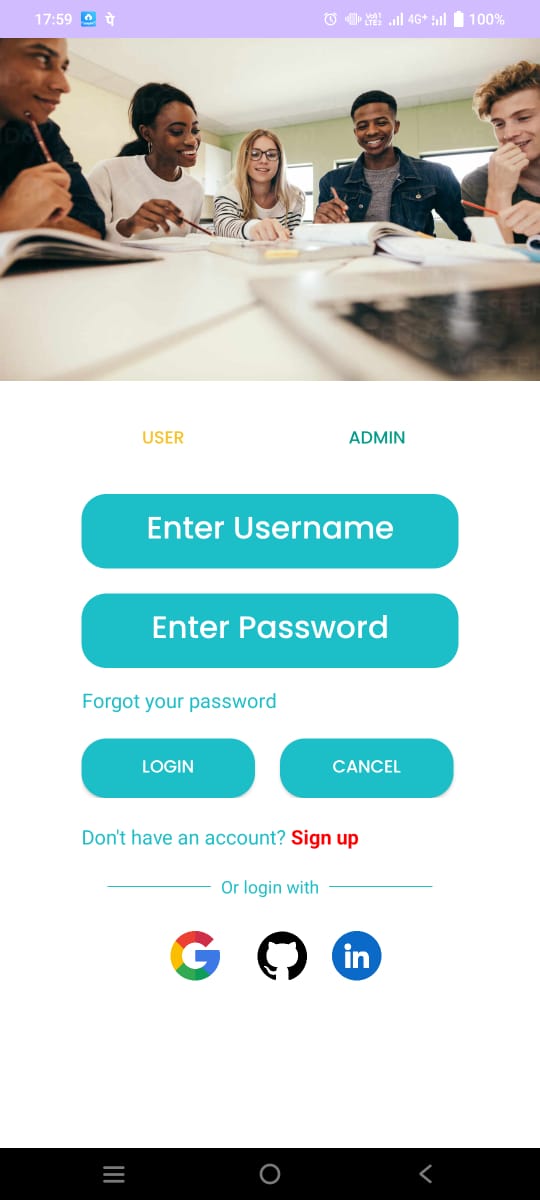 17:59 पे Vo)) 1 LTE2 4G+ 100%
USER ADMIN
Enter Username
Enter Password
Forgot your password
LOGIN CANCEL
Don't have an account? Sign up
Or login with
in